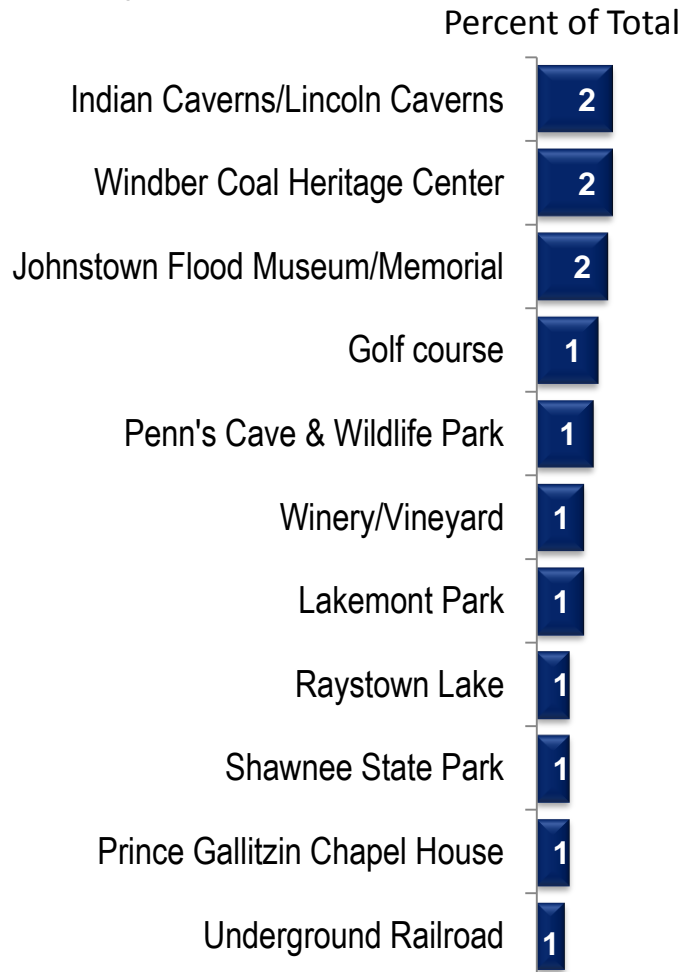 Percent of Total
Indian Caverns/Lincoln Caverns 2
Windber Coal Heritage Center 2
Johnstown Flood Museum/Memorial 2
Golf course 1
Penn's Cave & Wildlife Park 1
Winery/Vineyard 1
Lakemont Park 1
Raystown Lake 1
Shawnee State Park 1
Prince Gallitzin Chapel House 1
Underground Railroad 1